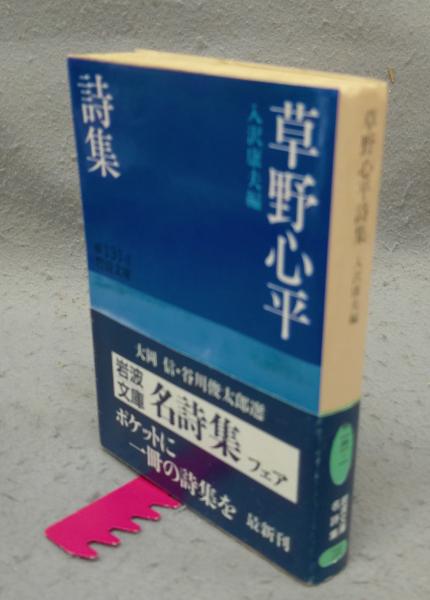 草野心平
詩集
入沢康夫編
大岡 信・谷川俊太郎選
岩波
文庫
名詩集
フェア
ポケットに
一冊の詩集を
最新刊
草野心平詩集
入沢康夫編